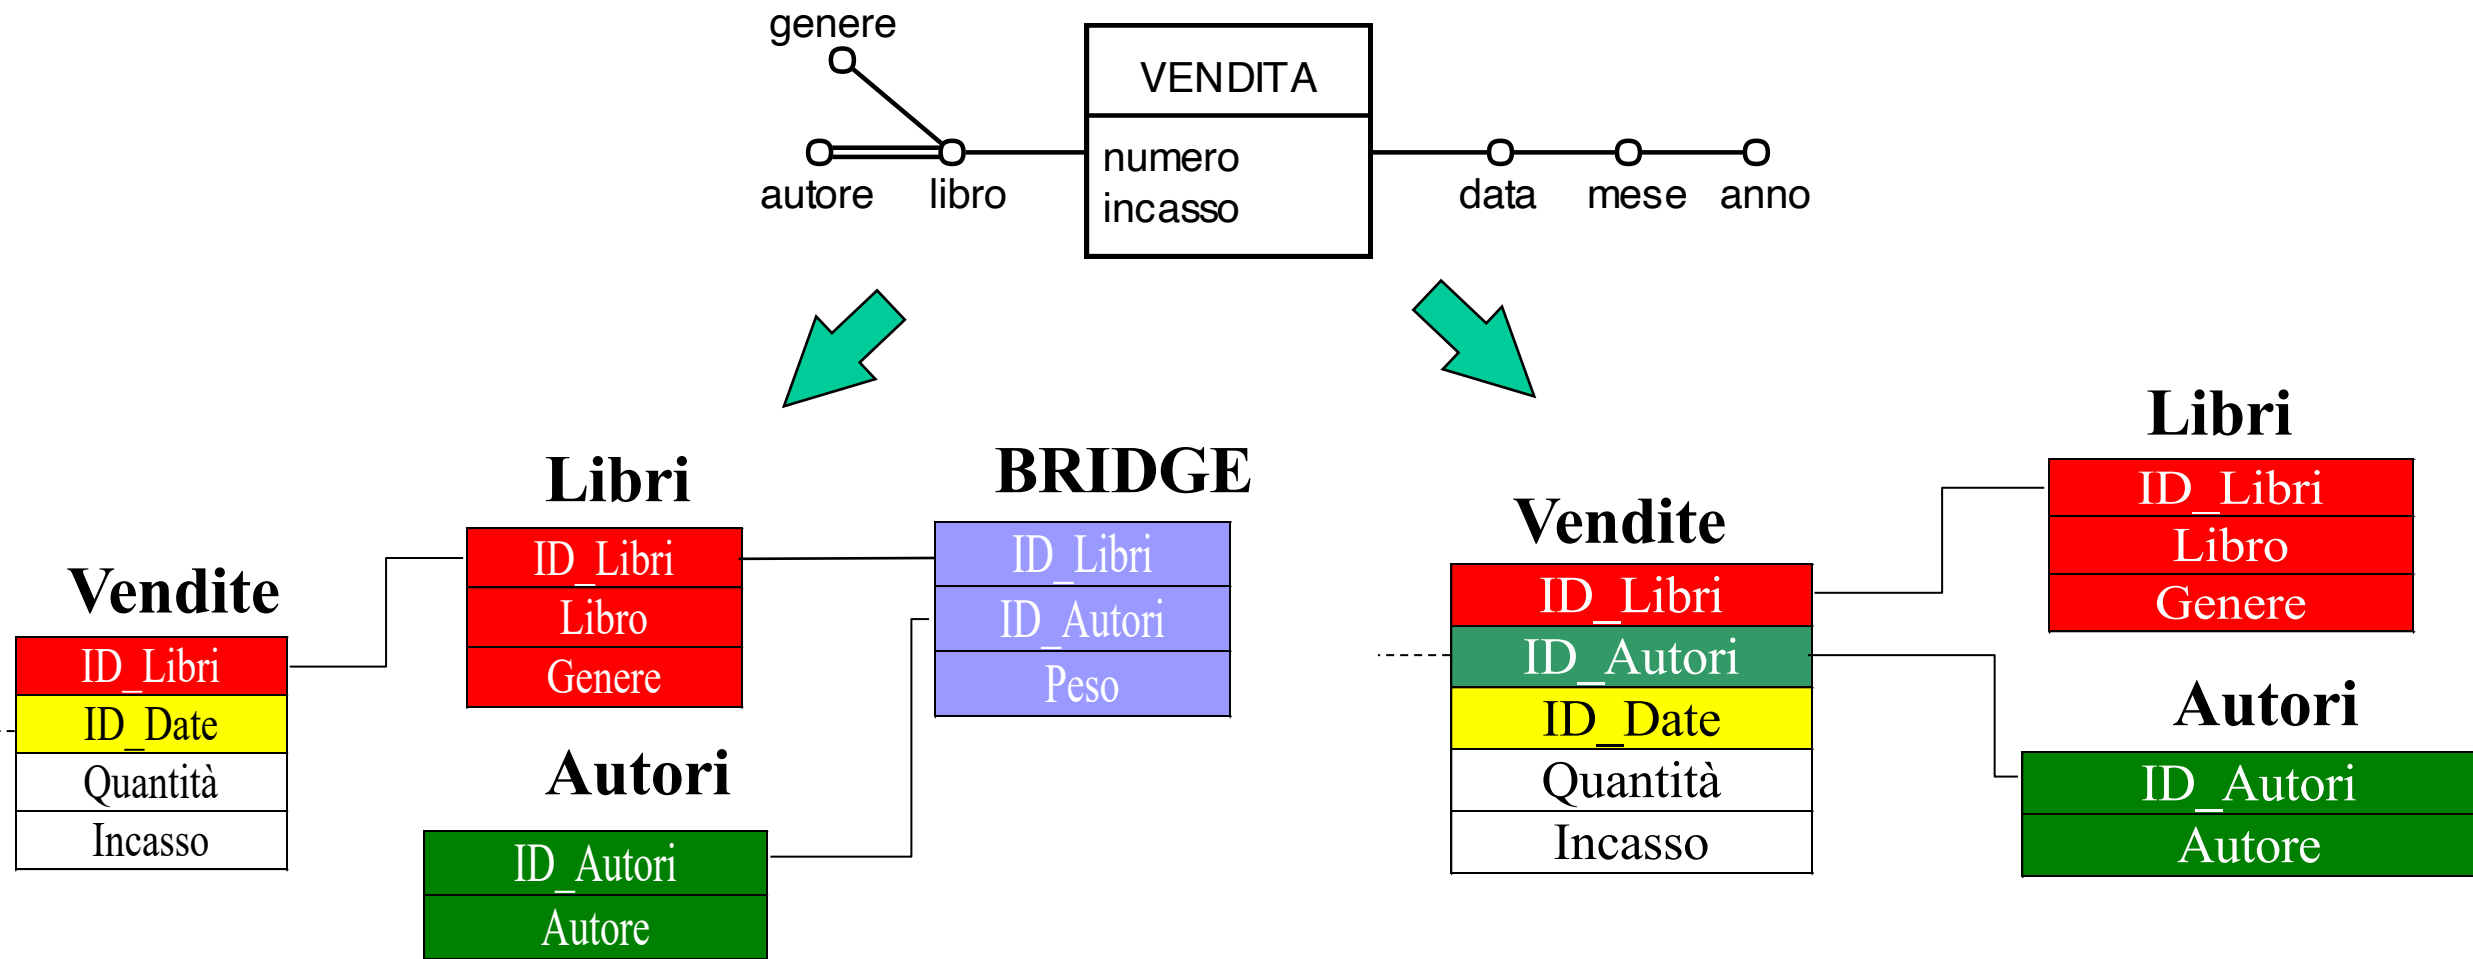 genere
VENDITA
numero
incasso
autore
libro
data
mese
anno
Vendite
ID_Libri
ID_Date
Quantità
Incasso
Libri
ID_Libri
Libro
Genere
BRIDGE
ID_Libri
ID_Autori
Peso
Autori
ID_Autori
Autore
Vendite
ID_Libri
ID_Autori
ID_Date
Quantità
Incasso
Libri
ID_Libri
Libro
Genere
Autori
ID_Autori
Autore